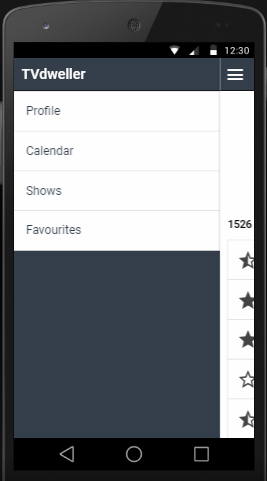 12:30
TVdweller
Profile
Calendar
Shows
1526
Favourites